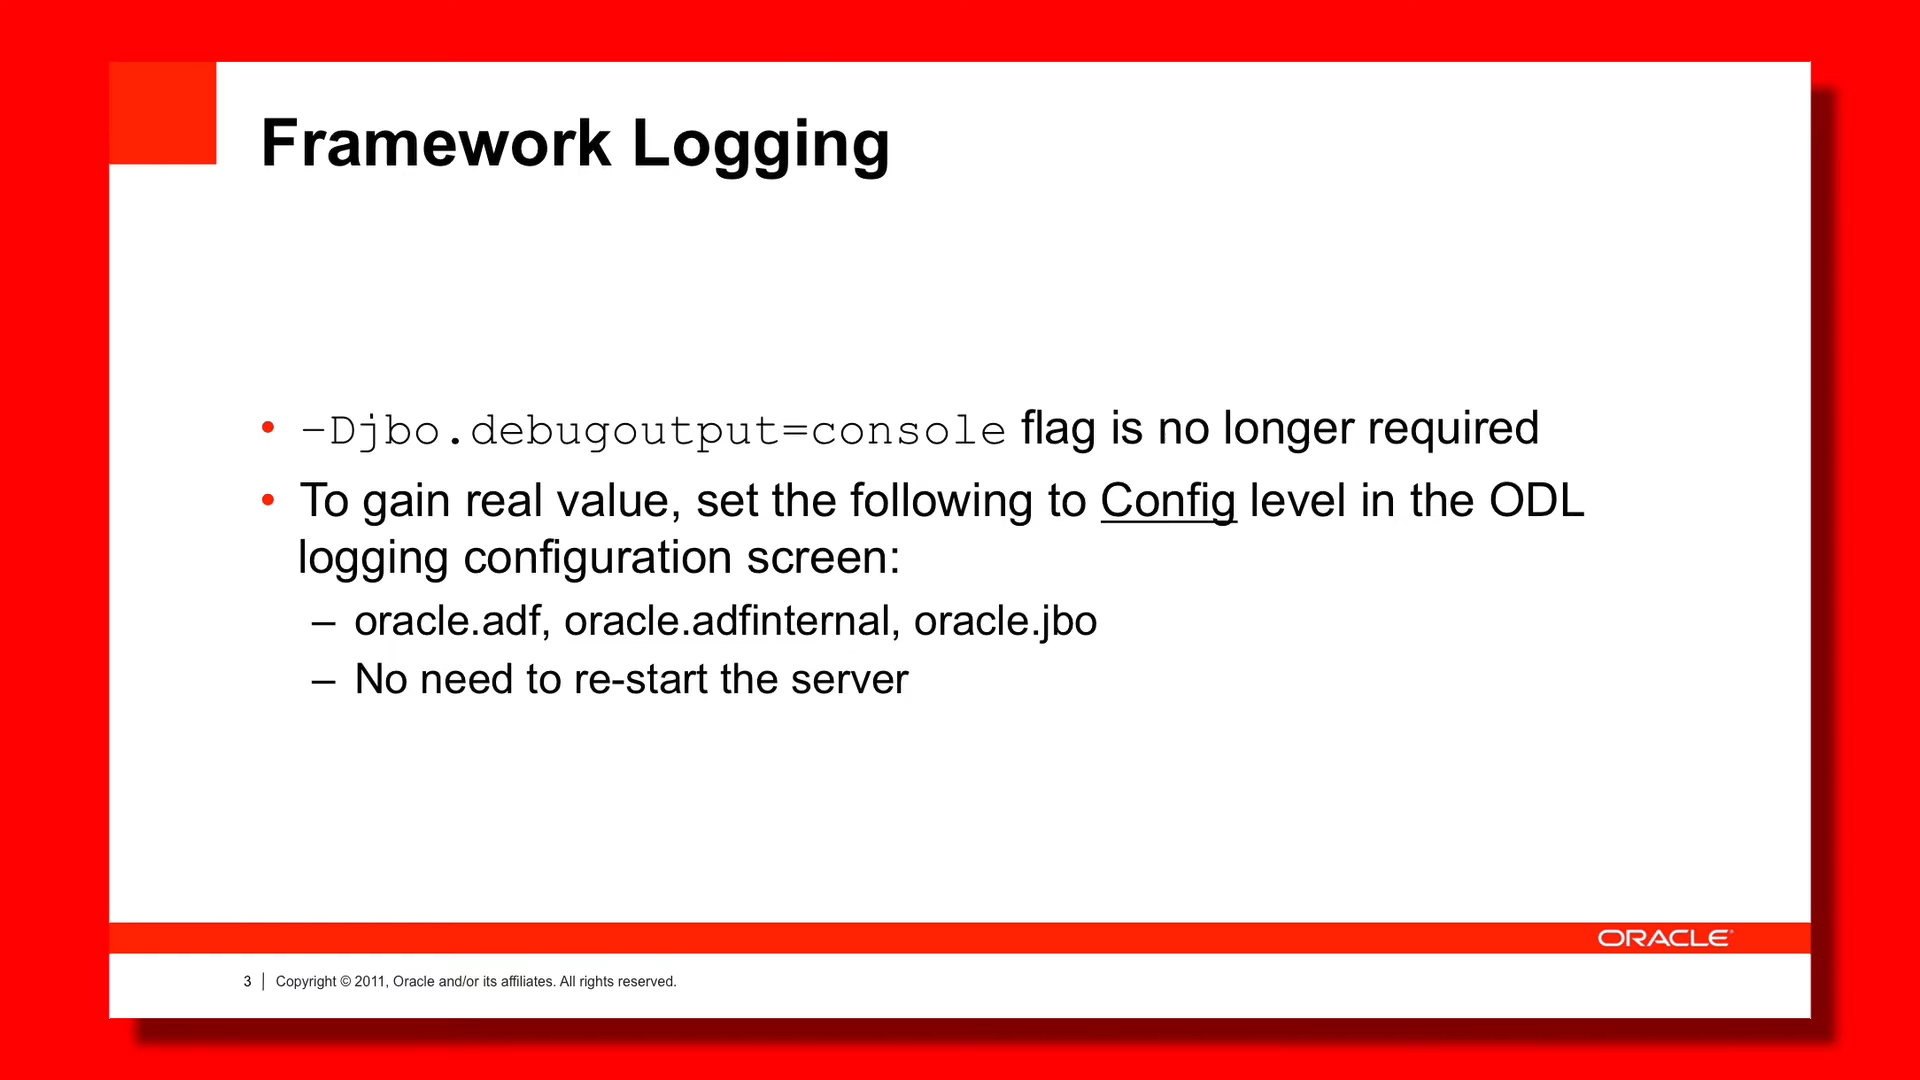 Framework Logging
• –Djbo.debugoutput=console flag is no longer required
• To gain real value, set the following to Config level in the ODL
logging configuration screen:
– oracle.adf, oracle.adfinternal, oracle.jbo
– No need to re-start the server
ORACLE
3 | Copyright © 2011, Oracle and/or its affiliates. All rights reserved.